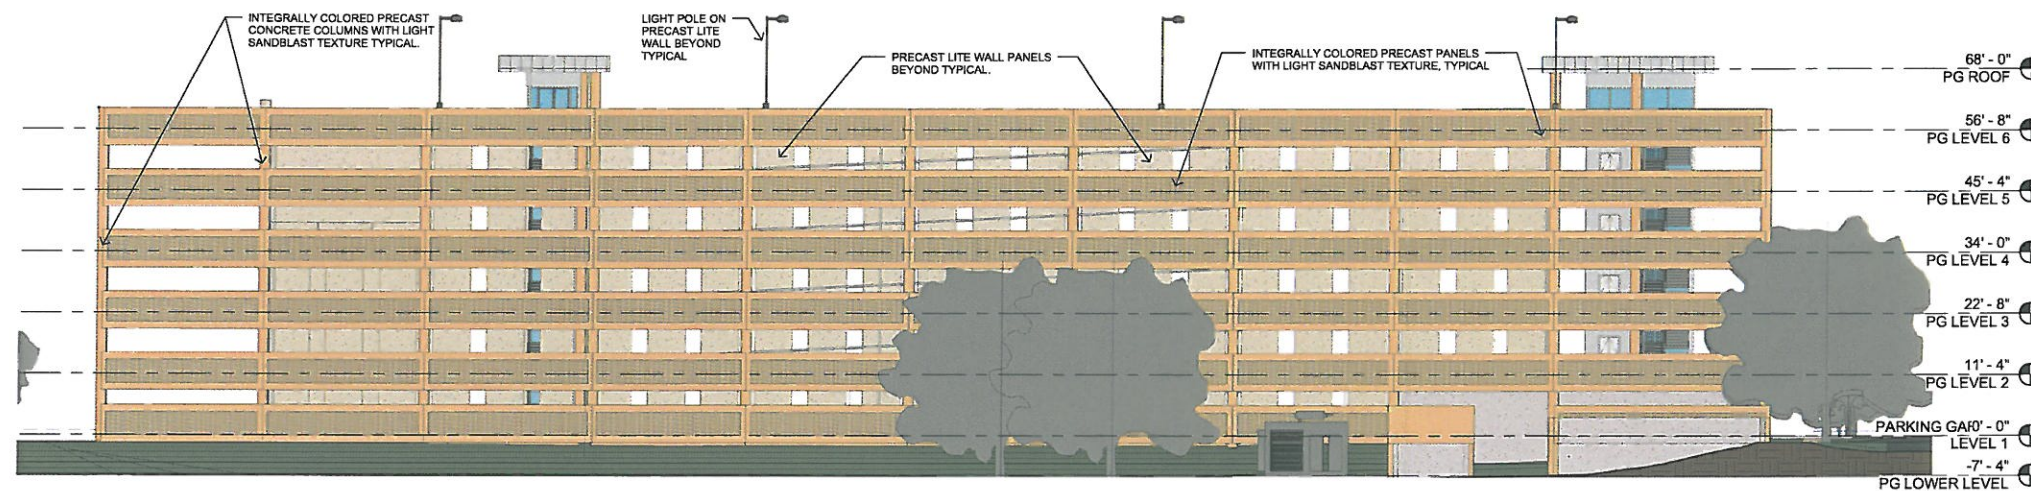 INTEGRALLY COLORED PRECAST
CONCRETE COLUMNS WITH LIGHT
SANDBLAST TEXTURE TYPICAL.
LIGHT POLE ON
PRECAST LITE
WALL BEYOND
TYPICAL
PRECAST LITE WALL PANELS
BEYOND TYPICAL.
INTEGRALLY COLORED PRECAST PANELS
WITH LIGHT SANDBLAST TEXTURE, TYPICAL
68' - 0"
PG ROOF
56' - 8"
PG LEVEL 6
45' - 4"
PG LEVEL 5
34' - 0"
PG LEVEL 4
22' - 8"
PG LEVEL 3
11' - 4"
PG LEVEL 2
PARKING GAR0' - 0"
LEVEL 1
-7' - 4"
PG LOWER LEVEL